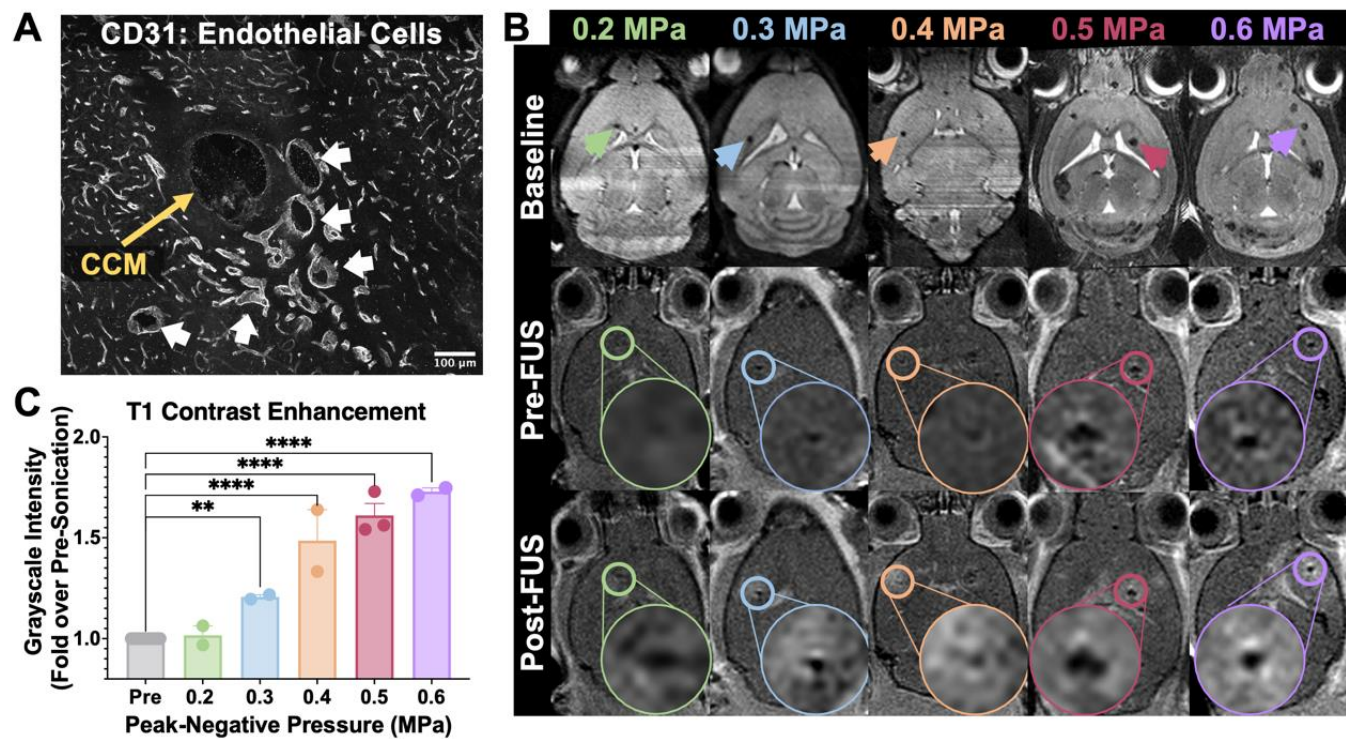 A
CD31: Endothelial Cells
CCM
100 µm
B
0.2 MPa 0.3 MPa 0.4 MPa 0.5 MPa 0.6 MPa
Baseline
Pre-FUS
Post-FUS
C
T1 Contrast Enhancement
Grayscale Intensity
(Fold over Pre-Sonication)
2.0
1.5
1.0
****
****
****
**
Pre 0.2 0.3 0.4 0.5 0.6
Peak-Negative Pressure (MPa)